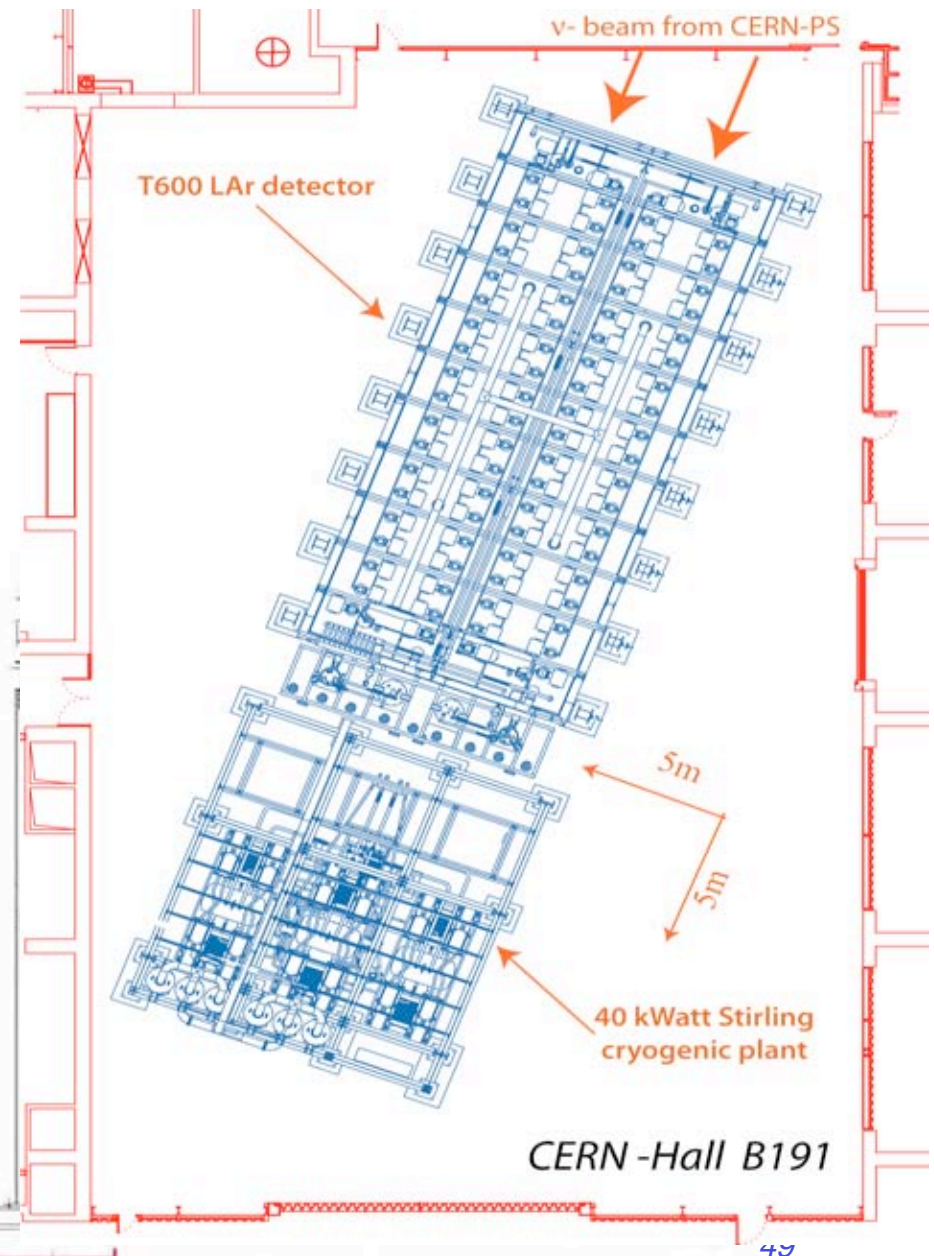 ν- beam from CERN-PS
T600 LAr detector
5m
5m
40 kWatt Stirling
cryogenic plant
CERN -Hall B191
49